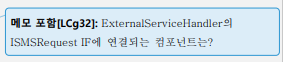 메모 포함[LCg32]: ExternalServiceHandler의
ISMSRequest IF에 연결되는 컴포넌트는?